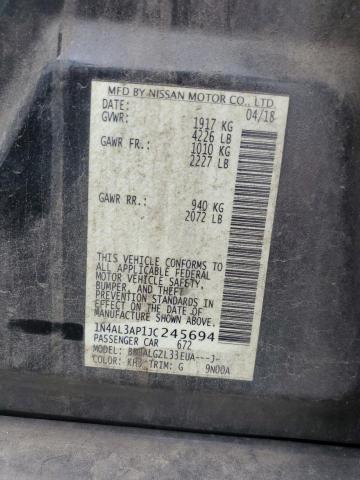 MFD BY NISSAN MOTOR CO., LTD.
DATE: 04/18
GVWR: 1917 KG
4226 LB
GAWR FR.: 1010 KG
2227 LB
GAWR RR.: 940 KG
2072 LB
THIS VEHICLE CONFORMS TO
ALL APPLICABLE FEDERAL
MOTOR VEHICLE SAFETY,
BUMPER, AND THEFT
PREVENTION STANDARDS IN
EFFECT ON THE DATE OF
MANUFACTURE SHOWN ABOVE.
1N4AL3AP1JC245694
PASSENGER CAR 672
MODEL:
COLOR: TRIM: G 9N00A